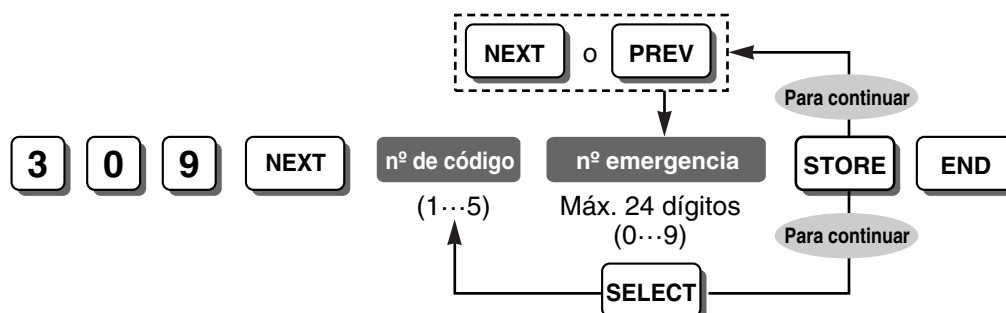 NEXT o PREV
Para continuar
3 0 9 NEXT nº de código nº emergencia STORE END
(1···5) Máx. 24 dígitos
(0···9)
Para continuar
SELECT